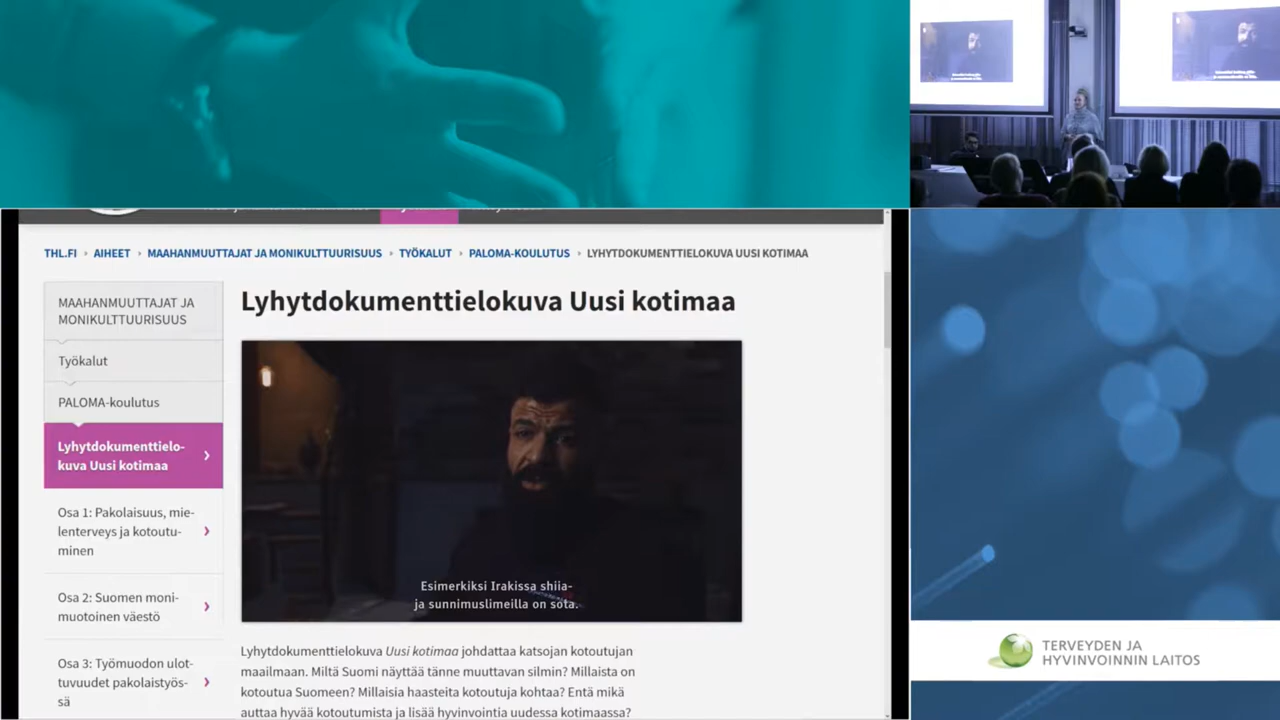 THL.FI › AIHEET › MAAHANMUUTTAJAT JA MONIKULTTUURISUUS › TYÖKALUT › PALOMA-KOULUTUS › LYHYTDOKUMENTTIELOKUVA UUSI KOTIMAA
MAAHANMUUTTAJAT JA
MONIKULTTUURISUUS
Työkalut
PALOMA-koulutus
Lyhytdokumenttielo-
kuva Uusi kotimaa
Osa 1: Pakolaisuus, mie-
lenterveys ja kotoutu-
minen
Osa 2: Suomen moni-
muotoinen väestö
Osa 3: Työmuodon ulot-
tuvuudet pakolaistyös-
sä
Lyhytdokumenttielokuva Uusi kotimaa
Esimerkiksi Irakissa shiia-
ja sunnimuslimeilla on sota.
Lyhytdokumenttielokuva Uusi kotimaa johdattaa katsojan kotoutujan
maailmaan. Miltä Suomi näyttää tänne muuttavan silmin? Millaista on
kotoutua Suomeen? Millaisia haasteita kotoutuja kohtaa? Entä mikä
auttaa hyvää kotoutumista ja lisää hyvinvointia uudessa kotimaassa?
TERVEYDEN JA
HYVINVOINNIN LAITOS